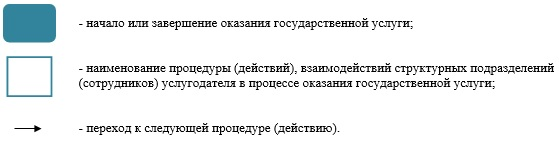 - начало или завершение оказания государственной услуги;
- наименование процедуры (действий), взаимодействий структурных подразделений
(сотрудников) услугодателя в процессе оказания государственной услуги;
- переход к следующей процедуре (действию).